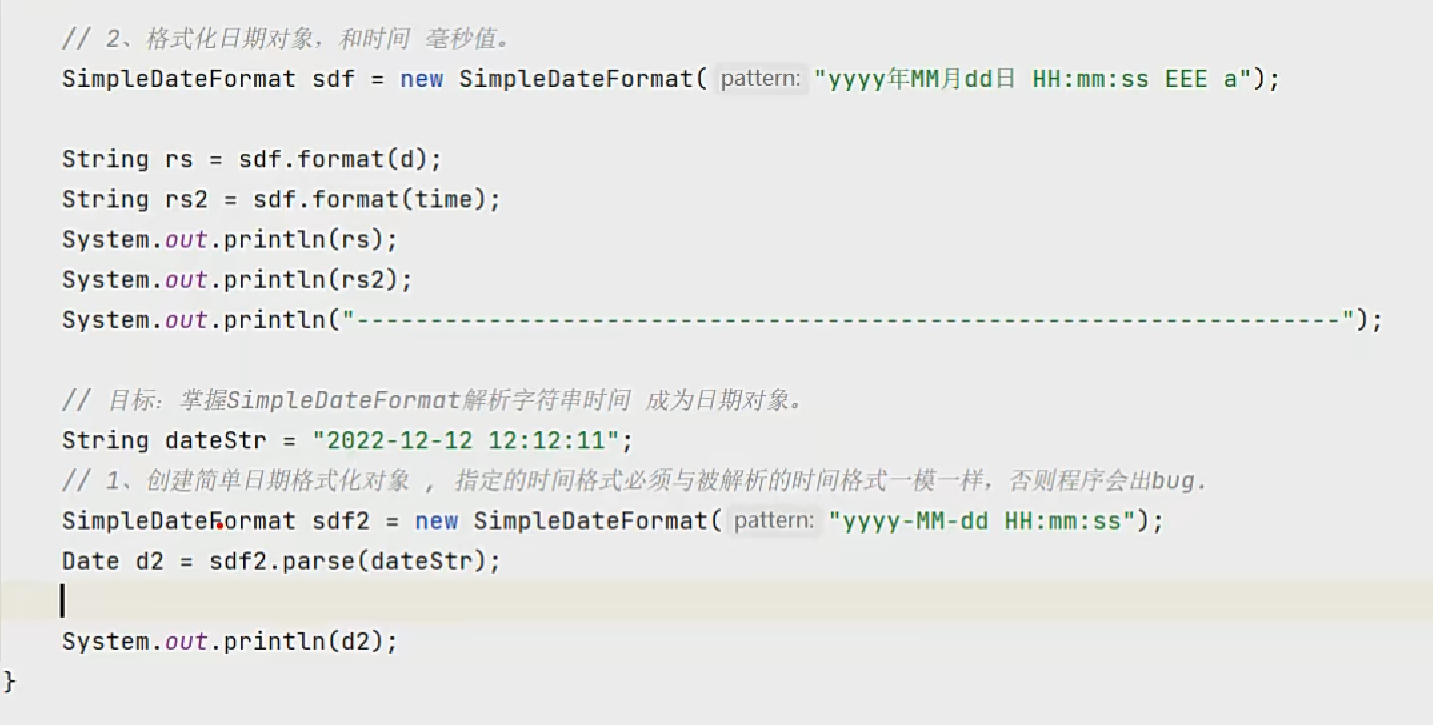 // 2、格式化日期对象，和时间 毫秒值。
SimpleDateFormat sdf = new SimpleDateFormat( pattern: "yyyy年MM月dd日 HH:mm:ss EEE a");
String rs = sdf.format(d);
String rs2 = sdf.format(time);
System.out.println(rs);
System.out.println(rs2);
System.out.println("-------------------------------------------------------------------");
// 目标：掌握SimpleDateFormat解析字符串时间 成为日期对象。
String dateStr = "2022-12-12 12:12:11";
// 1、创建简单日期格式化对象 , 指定的时间格式必须与被解析的时间格式一模一样，否则程序会出bug.
SimpleDateFormat sdf2 = new SimpleDateFormat( pattern: "yyyy-MM-dd HH:mm:ss");
Date d2 = sdf2.parse(dateStr);
System.out.println(d2);
}